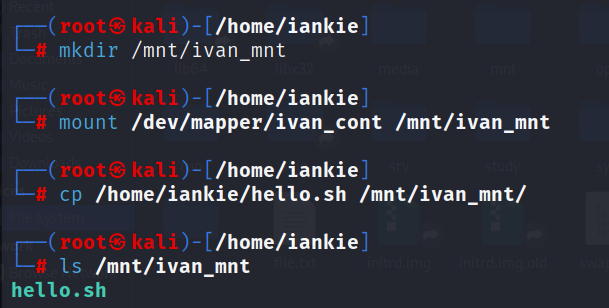 ┌──(root㉿kali)-[/home/iankie]
└─# mkdir /mnt/ivan_mnt
┌──(root㉿kali)-[/home/iankie]
└─# mount /dev/mapper/ivan_cont /mnt/ivan_mnt
┌──(root㉿kali)-[/home/iankie]
└─# cp /home/iankie/hello.sh /mnt/ivan_mnt/
┌──(root㉿kali)-[/home/iankie]
└─# ls /mnt/ivan_mnt
hello.sh